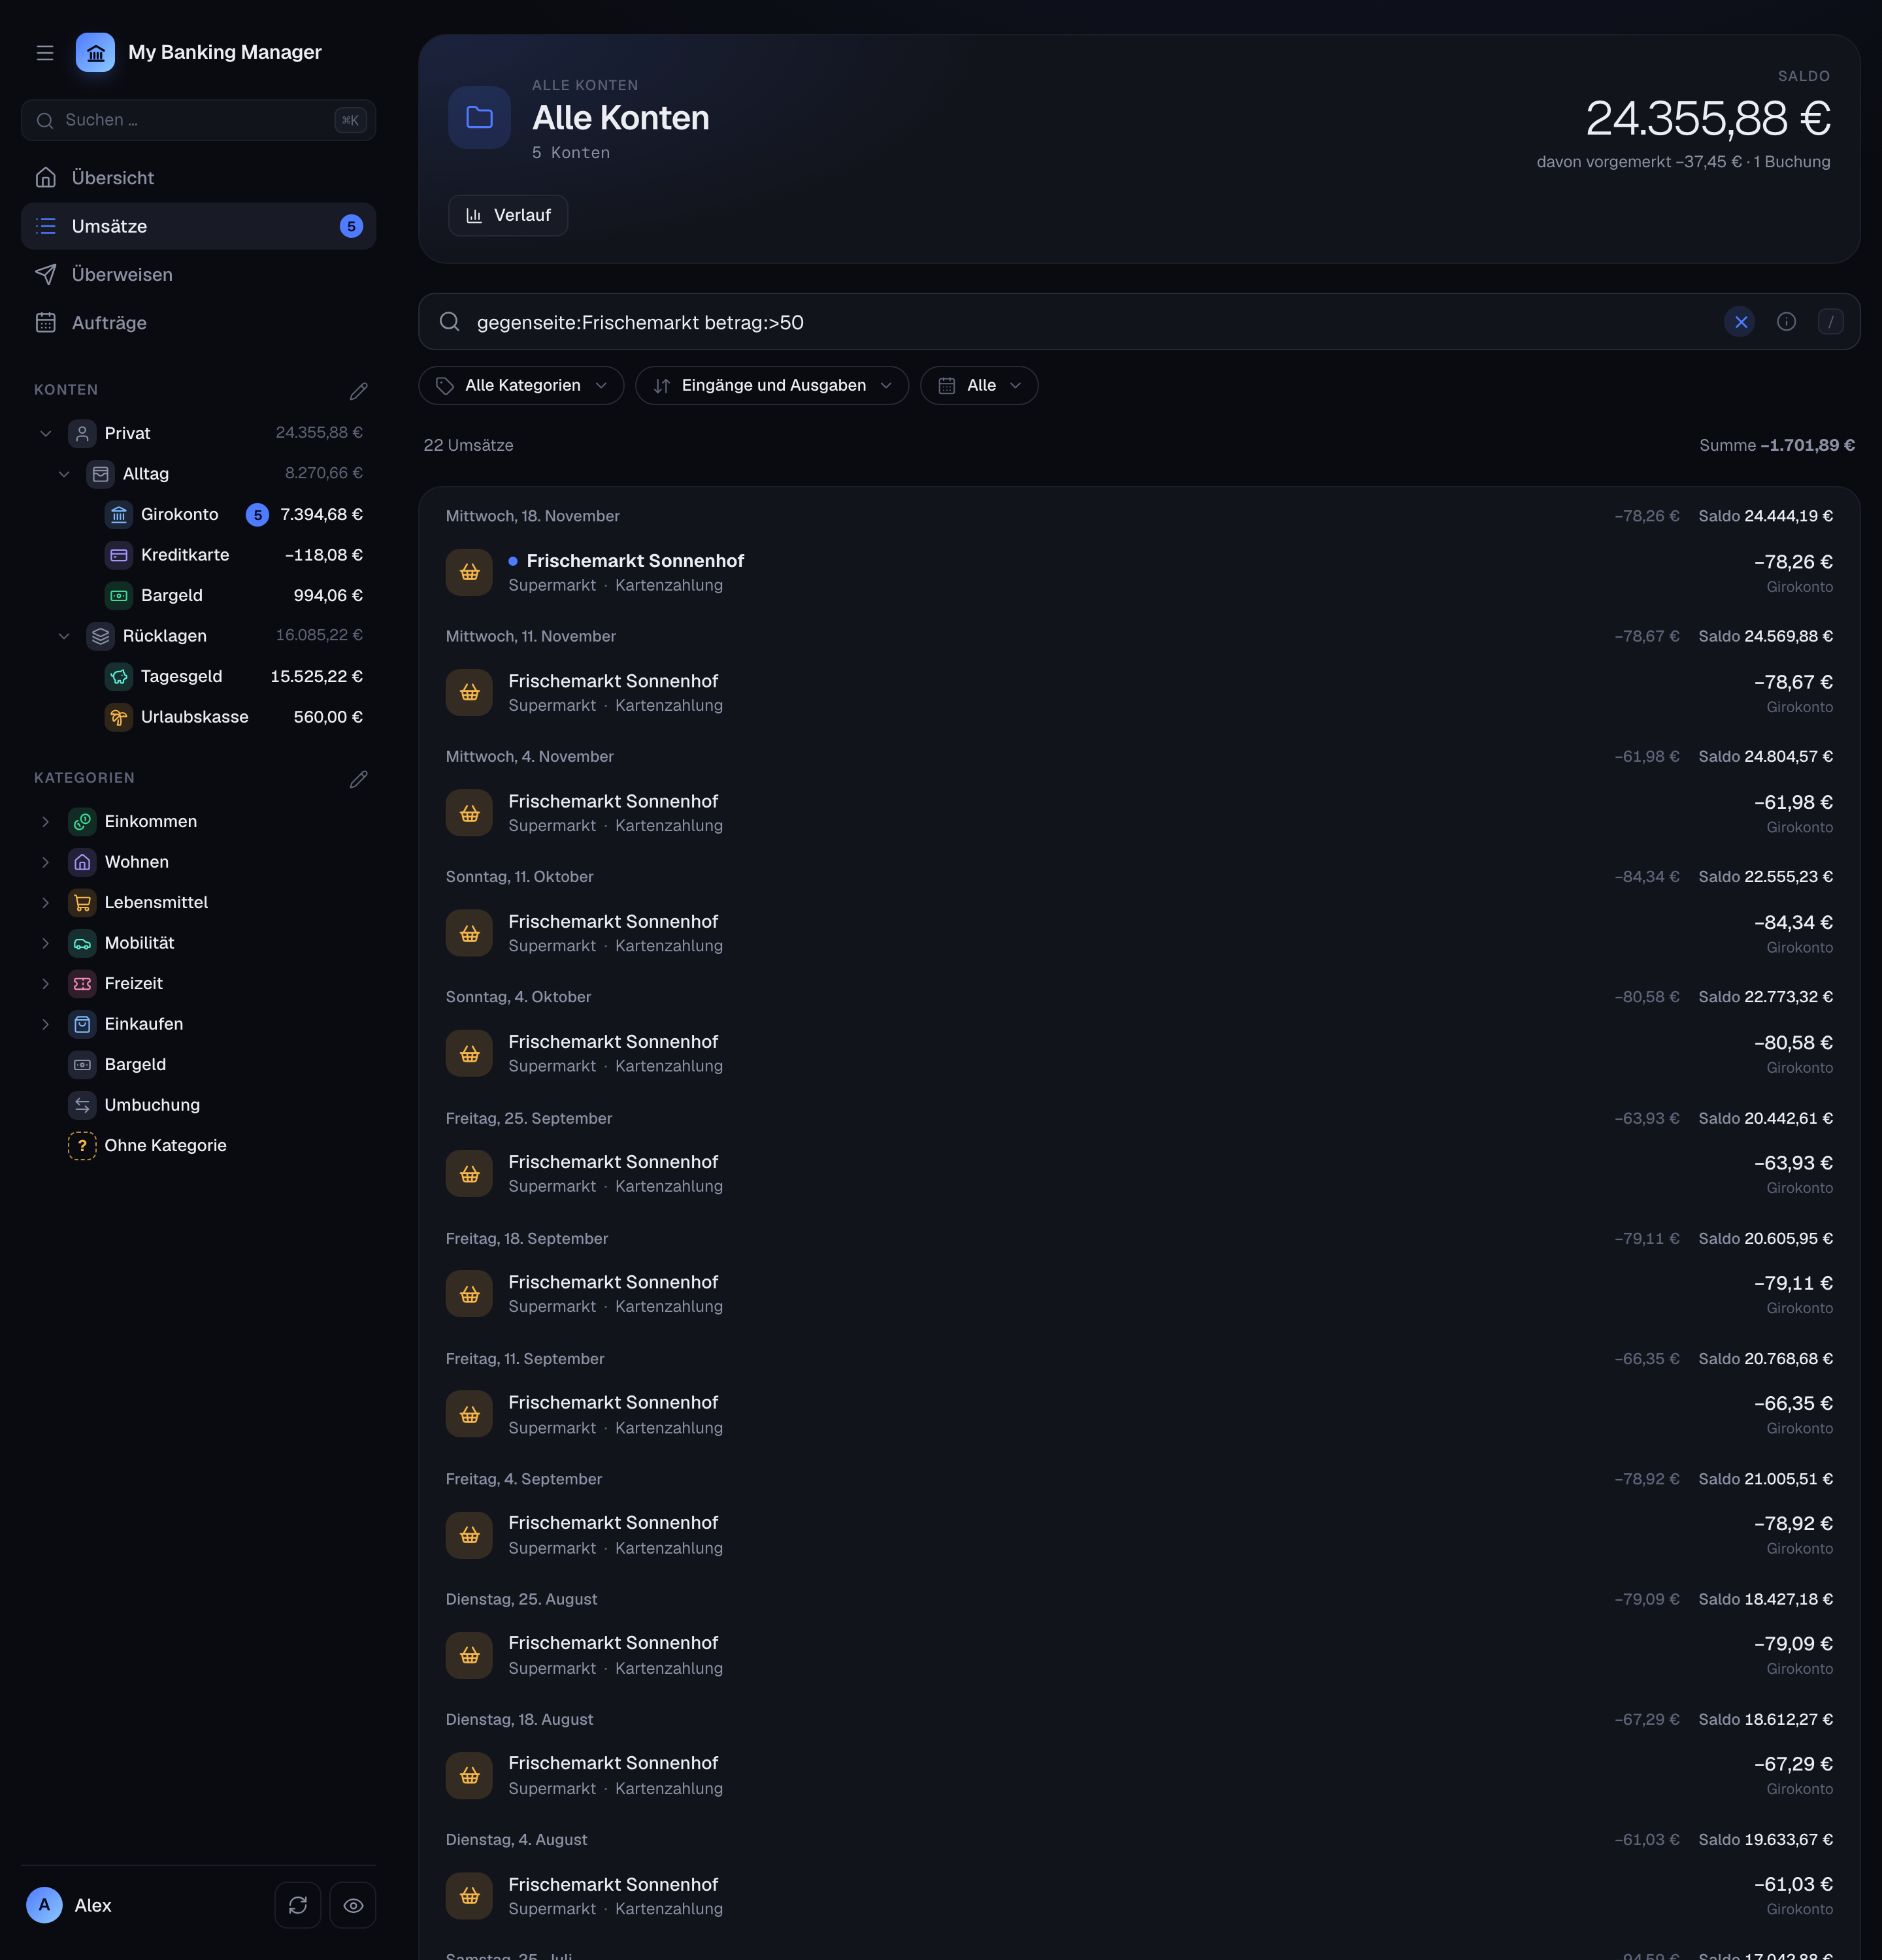 My Banking Manager
Suchen …
⌘K
Übersicht
Umsätze 5
Überweisen
Aufträge
KONTEN
Privat 24.355,88 €
Alltag 8.270,66 €
Girokonto 5 7.394,68 €
Kreditkarte −118,08 €
Bargeld 994,06 €
Rücklagen 16.085,22 €
Tagesgeld 15.525,22 €
Urlaubskasse 560,00 €
KATEGORIEN
Einkommen
Wohnen
Lebensmittel
Mobilität
Freizeit
Einkaufen
Bargeld
Umbuchung
? Ohne Kategorie
A Alex
ALLE KONTEN
Alle Konten
5 Konten
SALDO
24.355,88 €
davon vorgemerkt −37,45 € · 1 Buchung
Verlauf
gegenseite:Frischemarkt betrag:>50
/
Alle Kategorien
Eingänge und Ausgaben
Alle
22 Umsätze Summe −1.701,89 €
Mittwoch, 18. November −78,26 € Saldo 24.444,19 €
Frischemarkt Sonnenhof −78,26 €
Supermarkt · Kartenzahlung Girokonto
Mittwoch, 11. November −78,67 € Saldo 24.569,88 €
Frischemarkt Sonnenhof −78,67 €
Supermarkt · Kartenzahlung Girokonto
Mittwoch, 4. November −61,98 € Saldo 24.804,57 €
Frischemarkt Sonnenhof −61,98 €
Supermarkt · Kartenzahlung Girokonto
Sonntag, 11. Oktober −84,34 € Saldo 22.555,23 €
Frischemarkt Sonnenhof −84,34 €
Supermarkt · Kartenzahlung Girokonto
Sonntag, 4. Oktober −80,58 € Saldo 22.773,32 €
Frischemarkt Sonnenhof −80,58 €
Supermarkt · Kartenzahlung Girokonto
Freitag, 25. September −63,93 € Saldo 20.442,61 €
Frischemarkt Sonnenhof −63,93 €
Supermarkt · Kartenzahlung Girokonto
Freitag, 18. September −79,11 € Saldo 20.605,95 €
Frischemarkt Sonnenhof −79,11 €
Supermarkt · Kartenzahlung Girokonto
Freitag, 11. September −66,35 € Saldo 20.768,68 €
Frischemarkt Sonnenhof −66,35 €
Supermarkt · Kartenzahlung Girokonto
Freitag, 4. September −78,92 € Saldo 21.005,51 €
Frischemarkt Sonnenhof −78,92 €
Supermarkt · Kartenzahlung Girokonto
Dienstag, 25. August −79,09 € Saldo 18.427,18 €
Frischemarkt Sonnenhof −79,09 €
Supermarkt · Kartenzahlung Girokonto
Dienstag, 18. August −67,29 € Saldo 18.612,27 €
Frischemarkt Sonnenhof −67,29 €
Supermarkt · Kartenzahlung Girokonto
Dienstag, 4. August −61,03 € Saldo 19.633,67 €
Frischemarkt Sonnenhof −61,03 €
Supermarkt · Kartenzahlung Girokonto
Samstag, 25. Juli −94,59 € Saldo 17.042,88 €